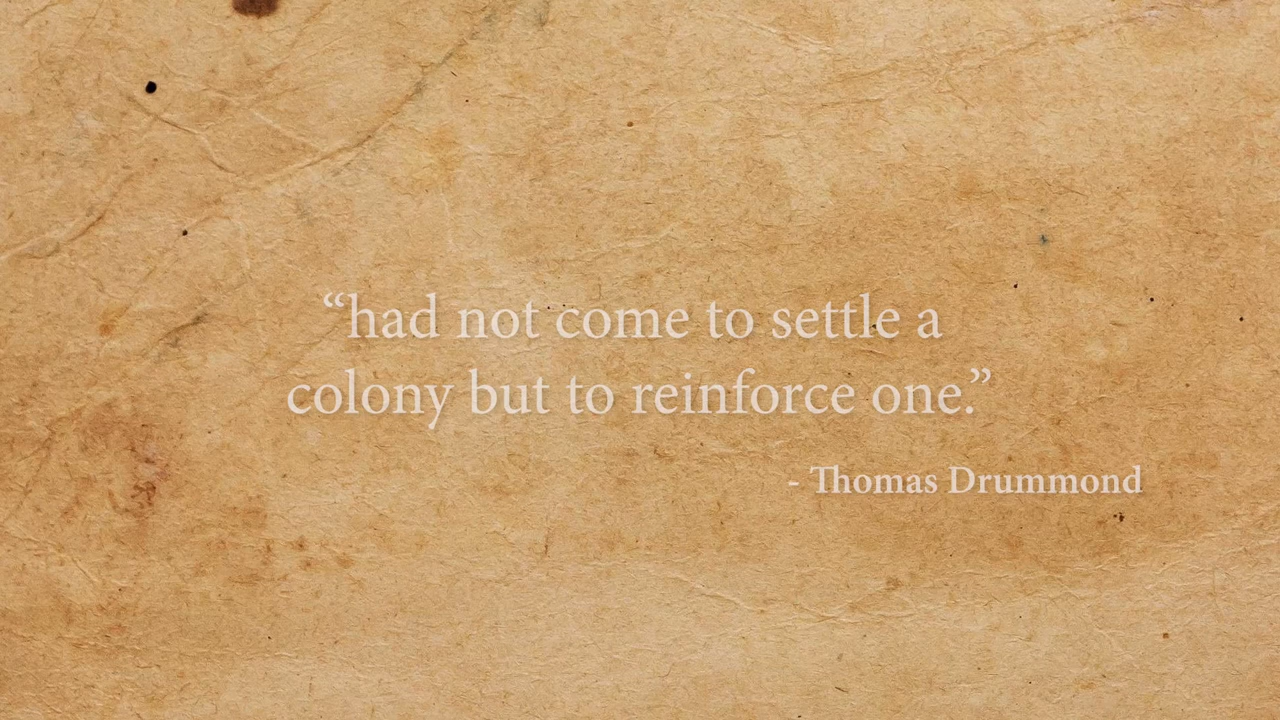 “had not come to settle a
colony but to reinforce one.”
- Thomas Drummond